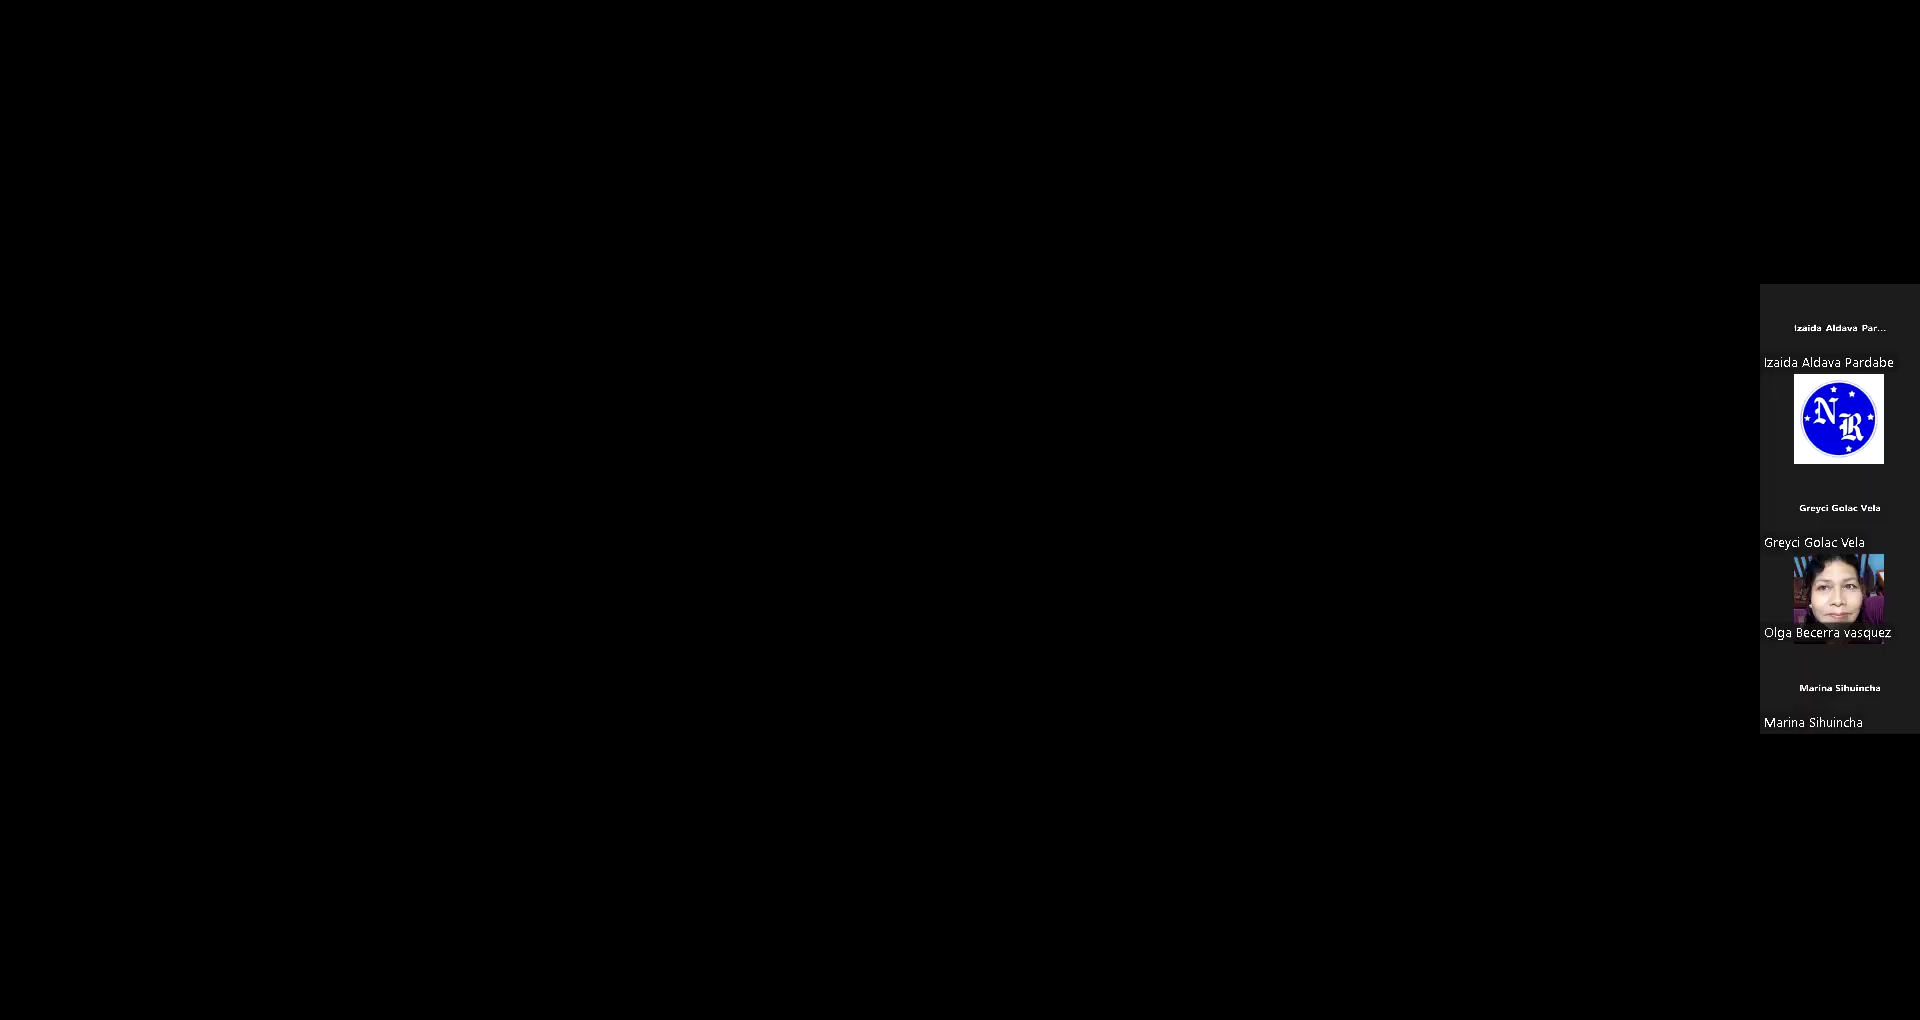 Izaida Aldava Par...
Izaida Aldava Pardabe
N
R
Greyci Golac Vela
Greyci Golac Vela
Olga Becerra vasquez
Marina Sihuincha
Marina Sihuincha